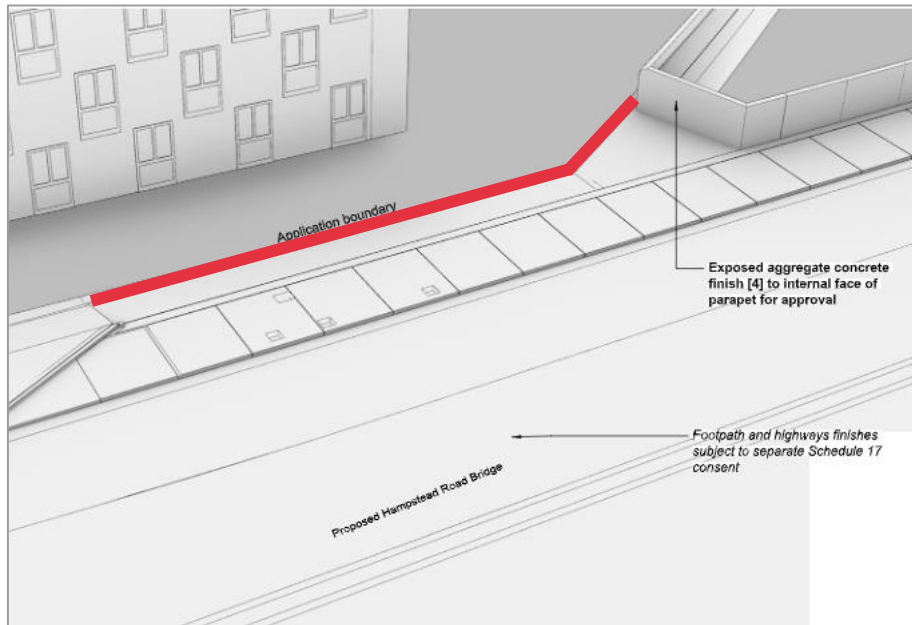 Application boundary
Exposed aggregate concrete
finish [4] to internal face of
parapet for approval
Footpath and highways finishes
subject to separate Schedule 17
consent
Proposed Hampstead Road Bridge